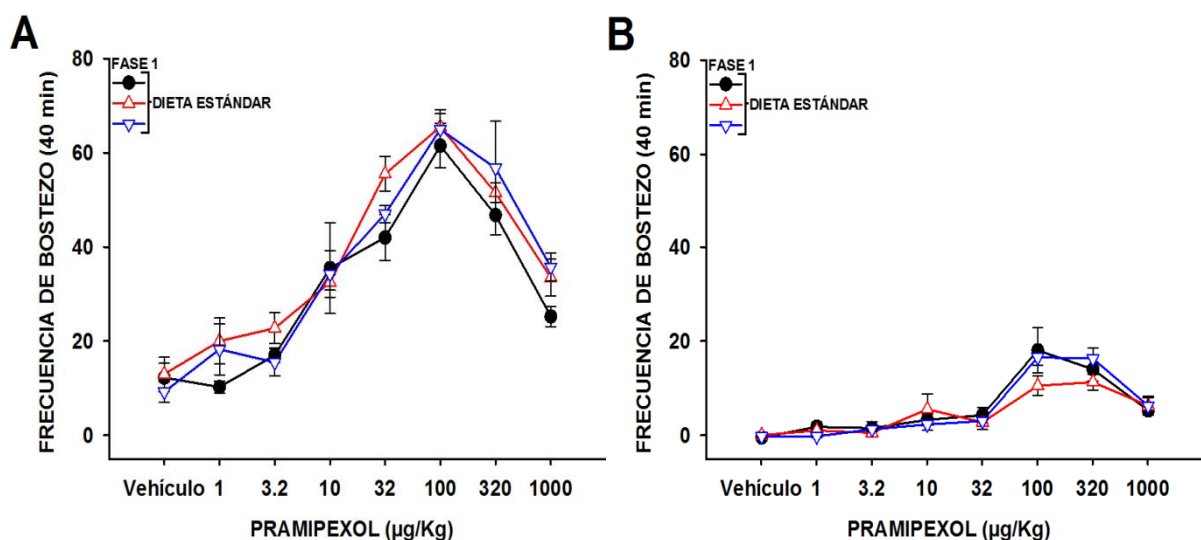 A
FRECUENCIA DE BOSTEZO (40 min)
80
60
40
20
0
FASE 1
DIETA ESTÁNDAR
Vehículo 1 3.2 10 32 100 320 1000
PRAMIPEXOL (µg/Kg)
B
FRECUENCIA DE BOSTEZO (40 min)
80
60
40
20
0
FASE 1
DIETA ESTÁNDAR
Vehículo 1 3.2 10 32 100 320 1000
PRAMIPEXOL (µg/Kg)